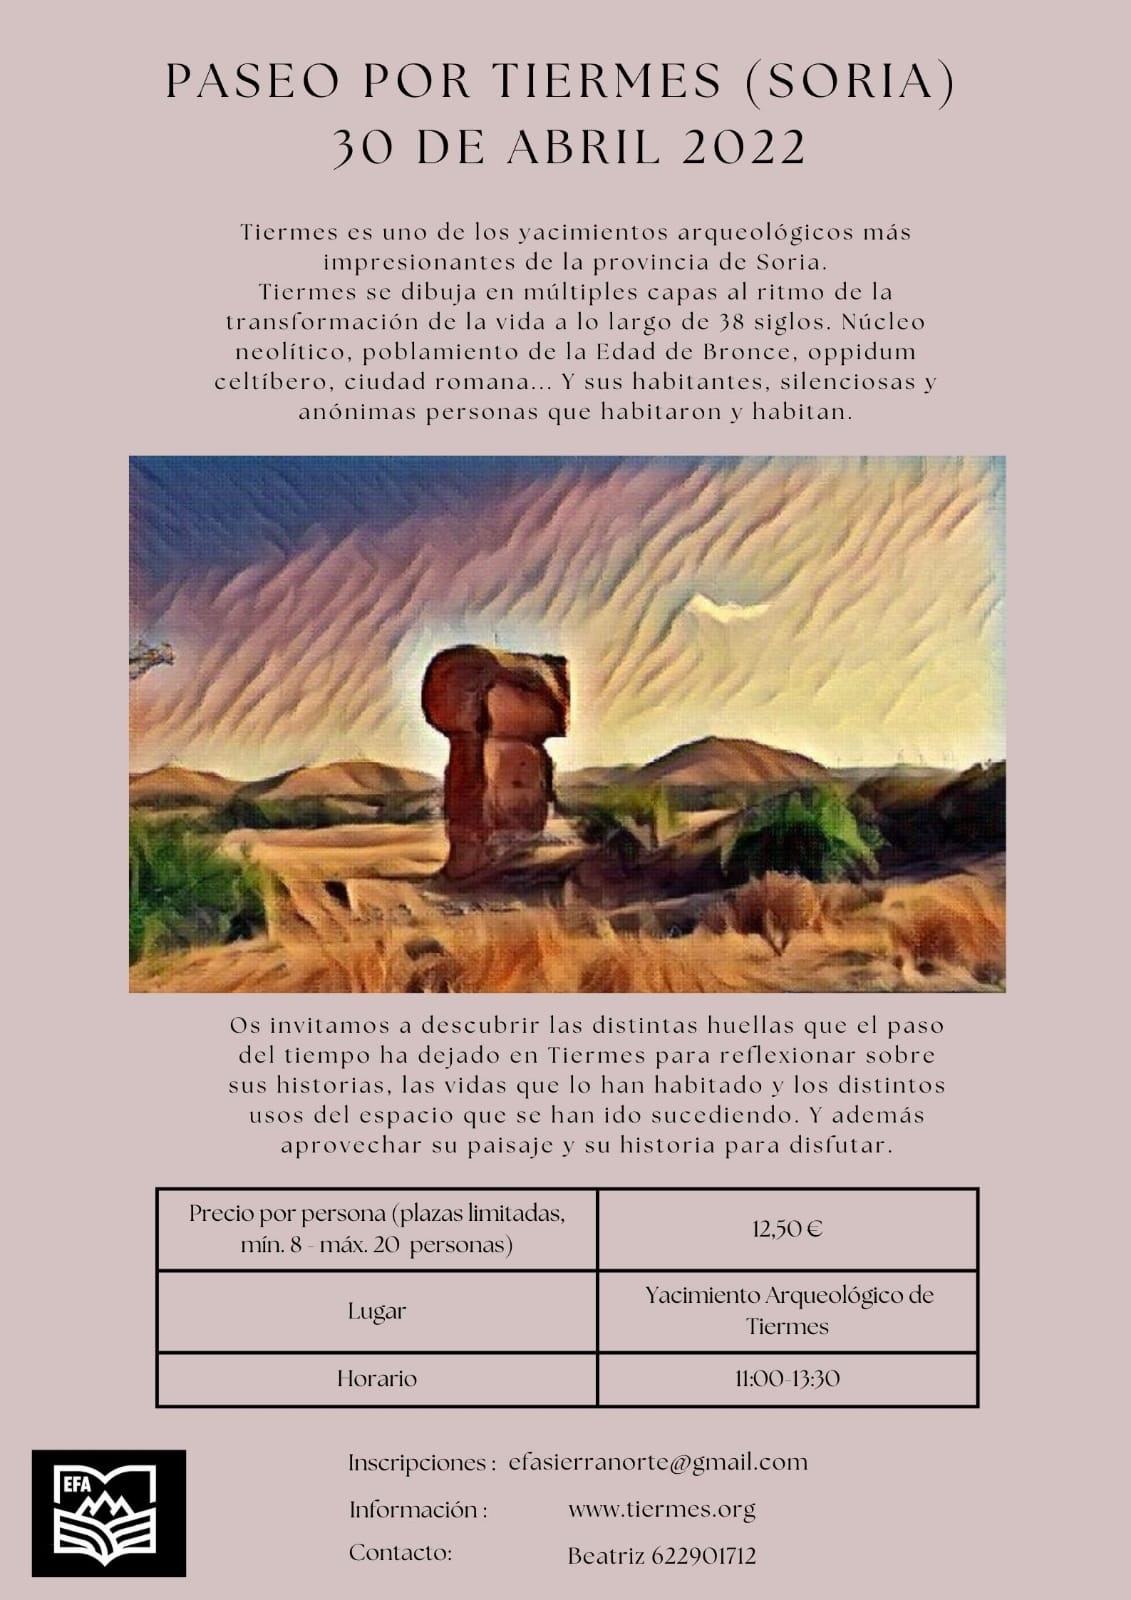 PASEO POR TIERMES (SORIA)
30 DE ABRIL 2022
Tiermes es uno de los yacimientos arqueológicos más
impresionantes de la provincia de Soria.
Tiermes se dibuja en múltiples capas al ritmo de la
transformación de la vida a lo largo de 38 siglos. Núcleo
neolítico, poblamiento de la Edad de Bronce, oppidum
celtíbero, ciudad romana... Y sus habitantes, silenciosas y
anónimas personas que habitaron y habitan.
Os invitamos a descubrir las distintas huellas que el paso
del tiempo ha dejado en Tiermes para reflexionar sobre
sus historias, las vidas que lo han habitado y los distintos
usos del espacio que se han ido sucediendo. Y además
aprovechar su paisaje y su historia para disfutar.
Precio por persona (plazas limitadas,
mín. 8 - máx. 20 personas)
12,50 €
Lugar
Yacimiento Arqueológico de
Tiermes
Horario
11:00-13:30
EFA
Inscripciones : efasierranorte@gmail.com
Información : www.tiermes.org
Contacto: Beatriz 622901712